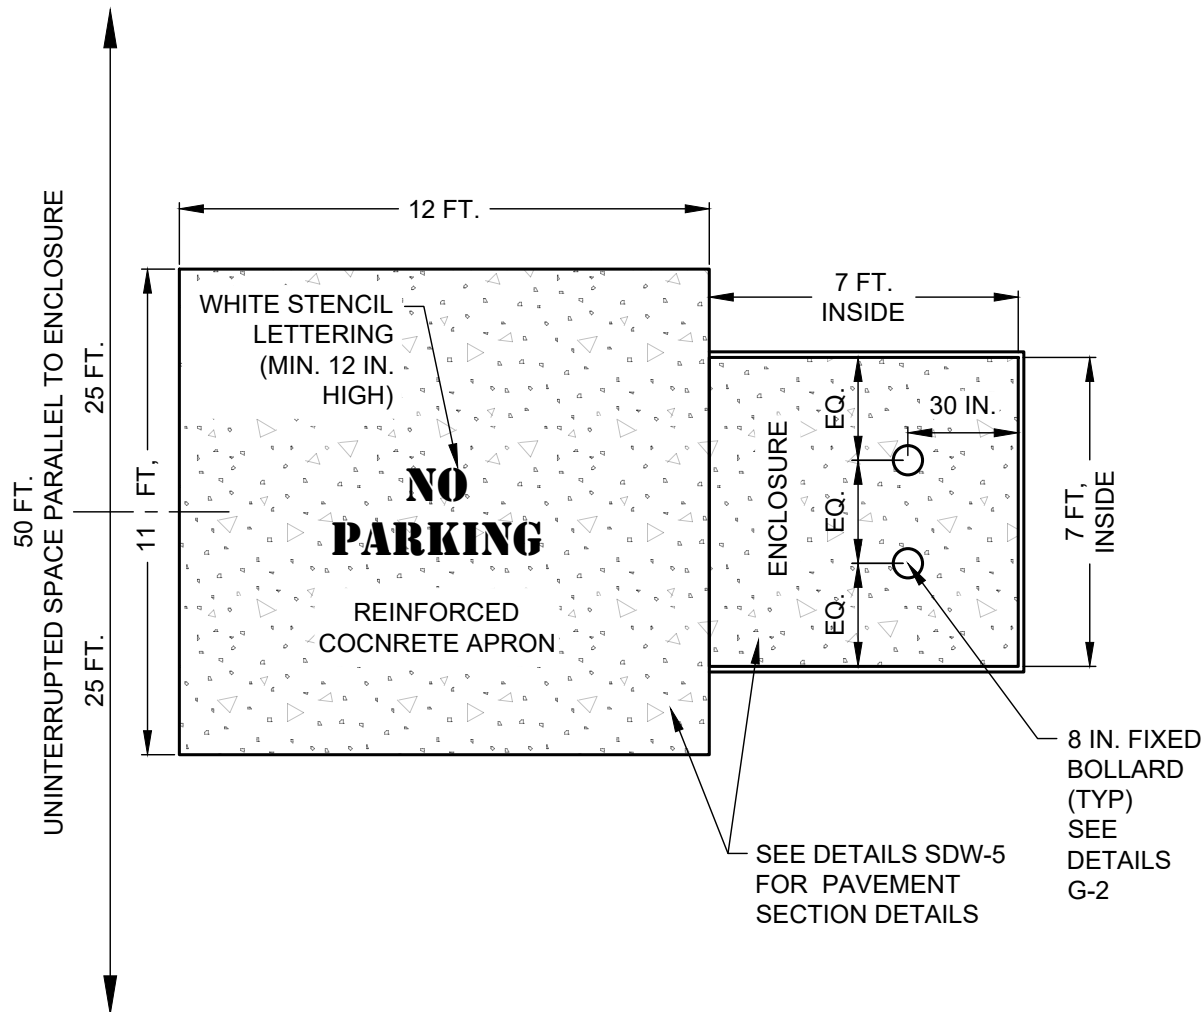 50 FT.
UNINTERRUPTED SPACE PARALLEL TO ENCLOSURE
25 FT.
25 FT.
11 FT,
12 FT.
WHITE STENCIL
LETTERING
(MIN. 12 IN.
HIGH)
NO
PARKING
REINFORCED
COCNRETE APRON
7 FT.
INSIDE
ENCLOSURE
EQ.
EQ.
EQ.
30 IN.
7 FT,
INSIDE
8 IN. FIXED
BOLLARD
(TYP)
SEE
DETAILS
G-2
SEE DETAILS SDW-5
FOR PAVEMENT
SECTION DETAILS